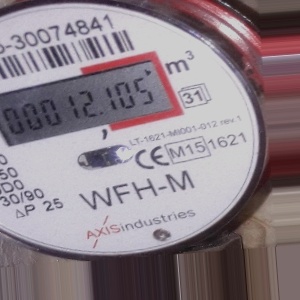 30074841
00012.105 m³
31
LT-1621-MI001-012 rev 1
CE M15 1621
30/90
ΔP 25
WFH-M
AXISindustries